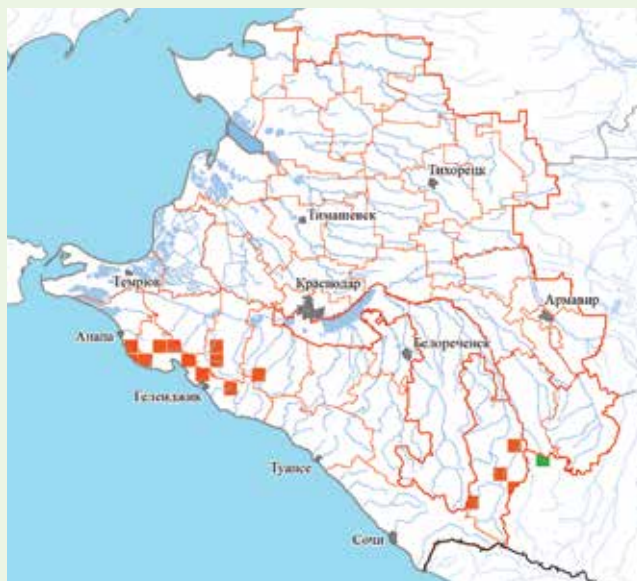 Тихорецк
Тимашевск
Темрюк
Краснодар
Армавир
Анапа
Белореченск
Геленджик
Туапсе
Сочи